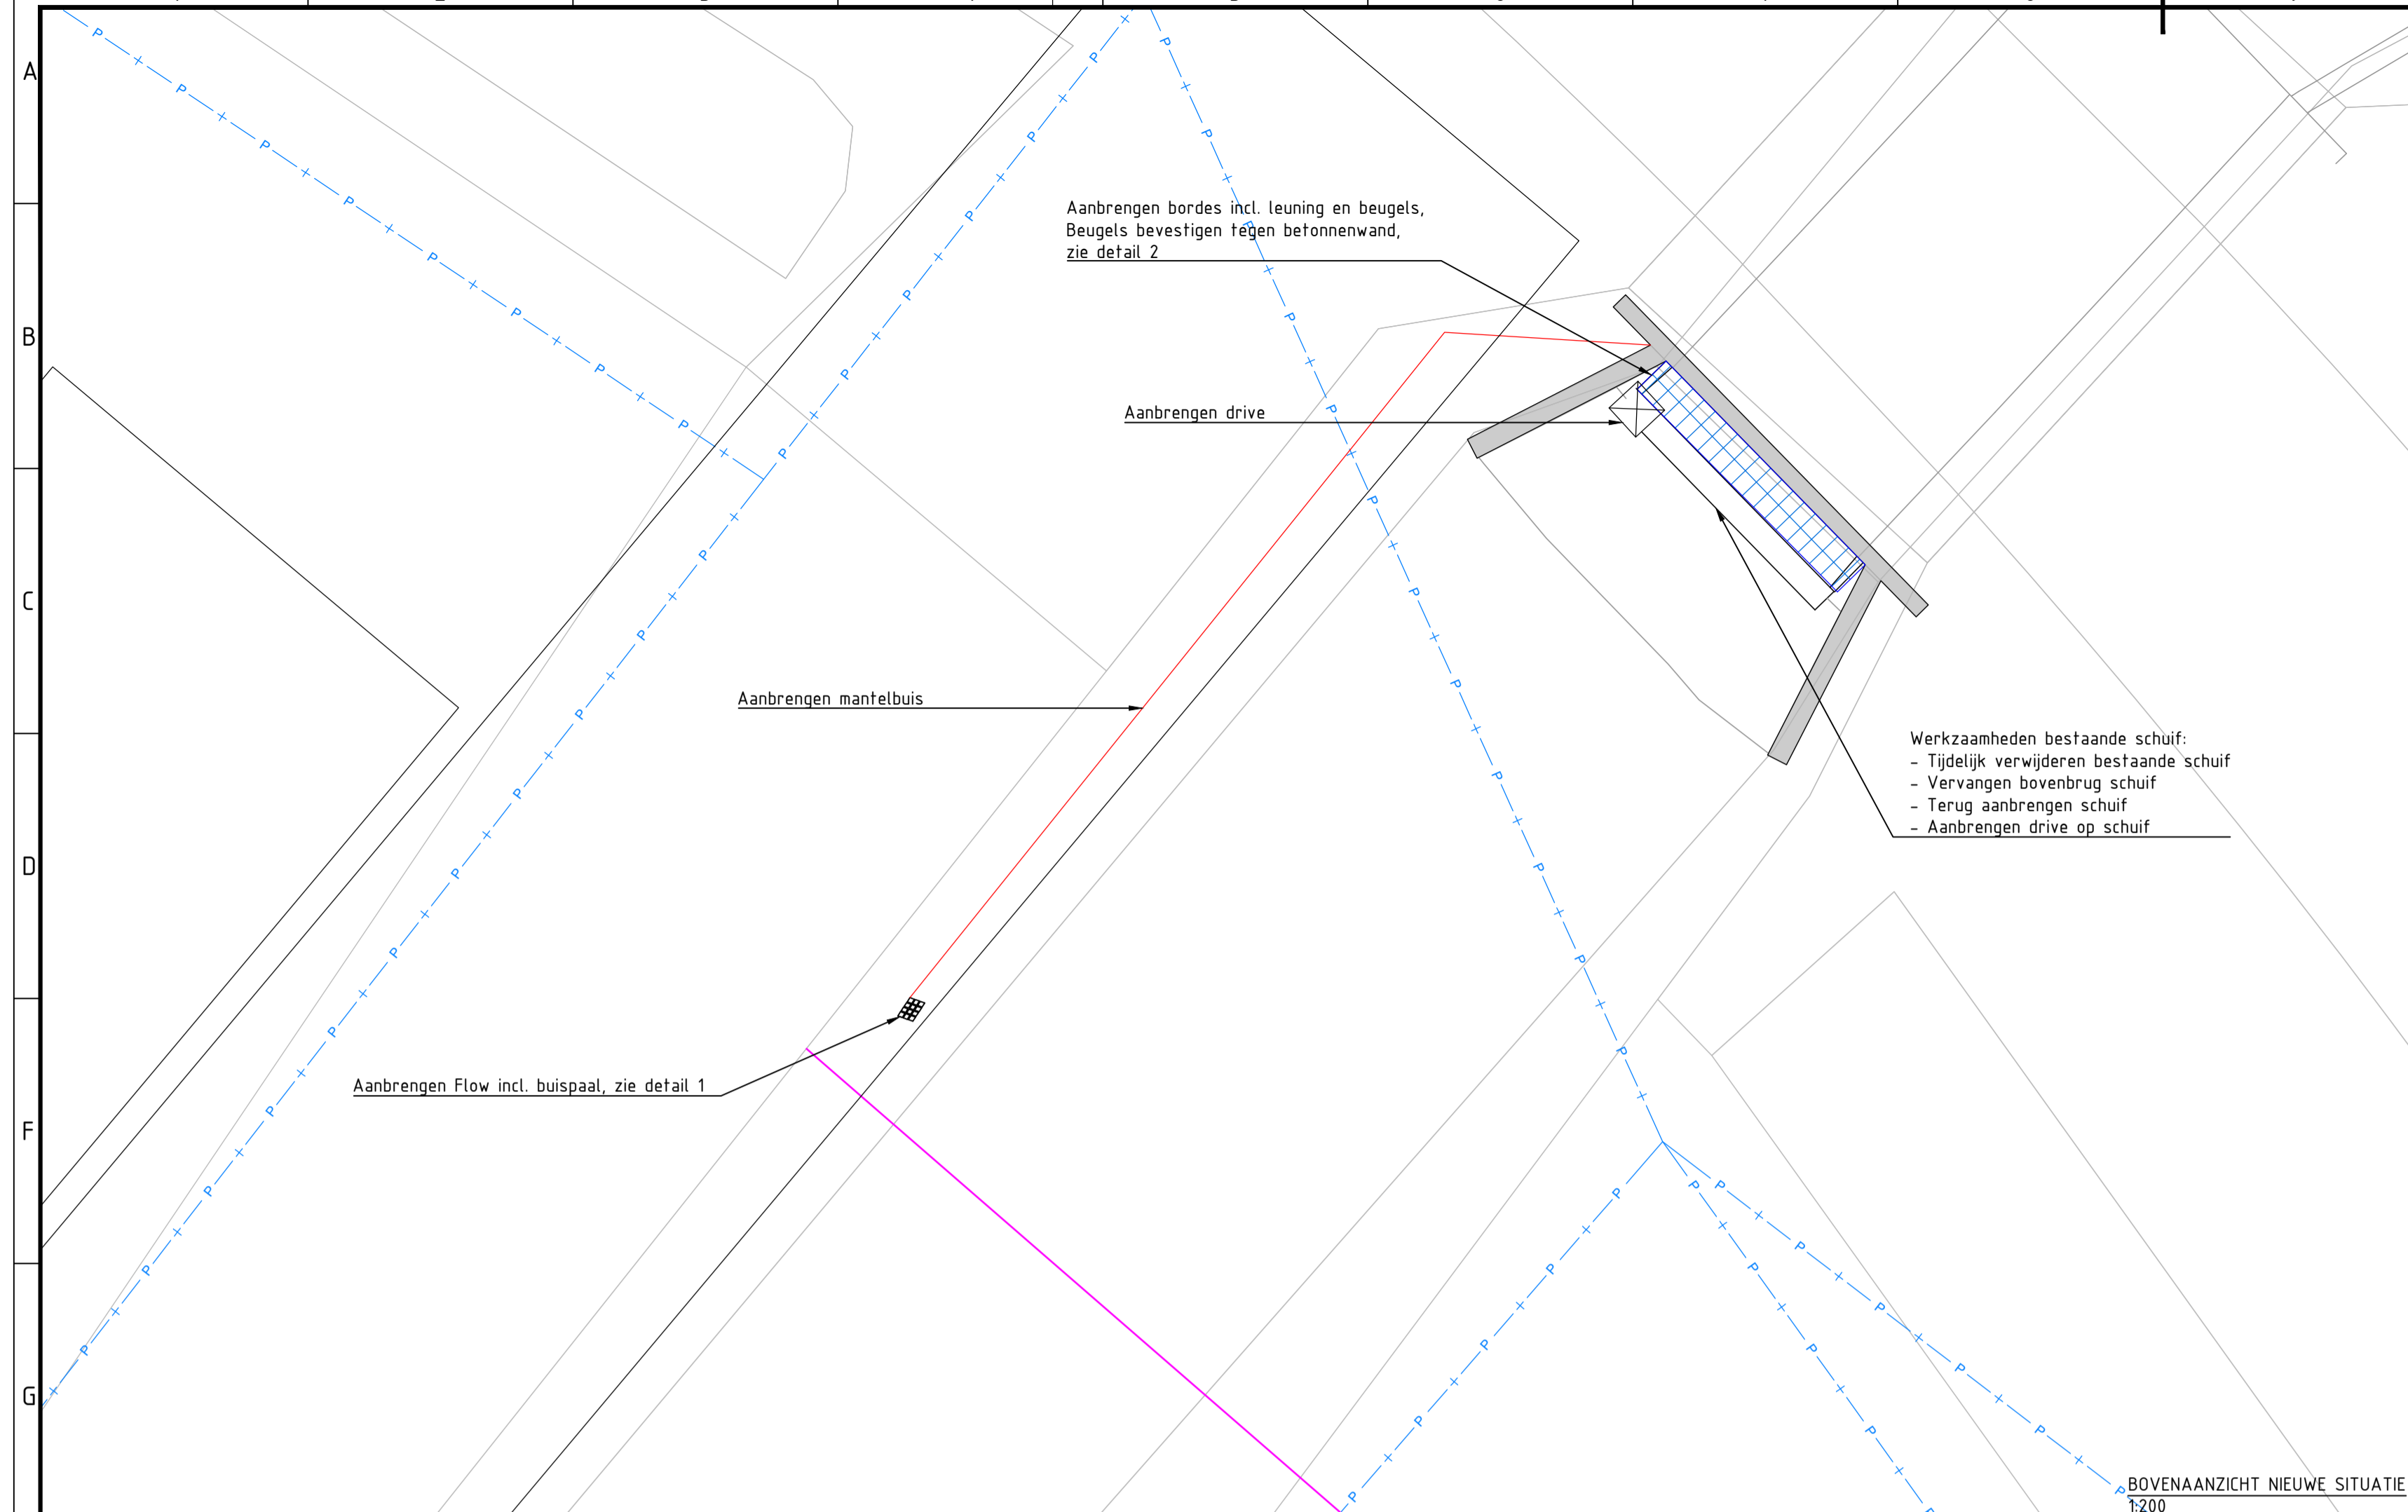 A
Aanbrengen bordes incl. leuning en beugels,
Beugels bevestigen tegen betonnenwand,
zie detail 2
B
Aanbrengen drive
C
Aanbrengen mantelbuis
Werkzaamheden bestaande schuif:
- Tijdelijk verwijderen bestaande schuif
- Vervangen bovenbrug schuif
- Terug aanbrengen schuif
- Aanbrengen drive op schuif
D
Aanbrengen Flow incl. buispaal, zie detail 1
F
G
BOVENAANZICHT NIEUWE SITUATIE
1:200